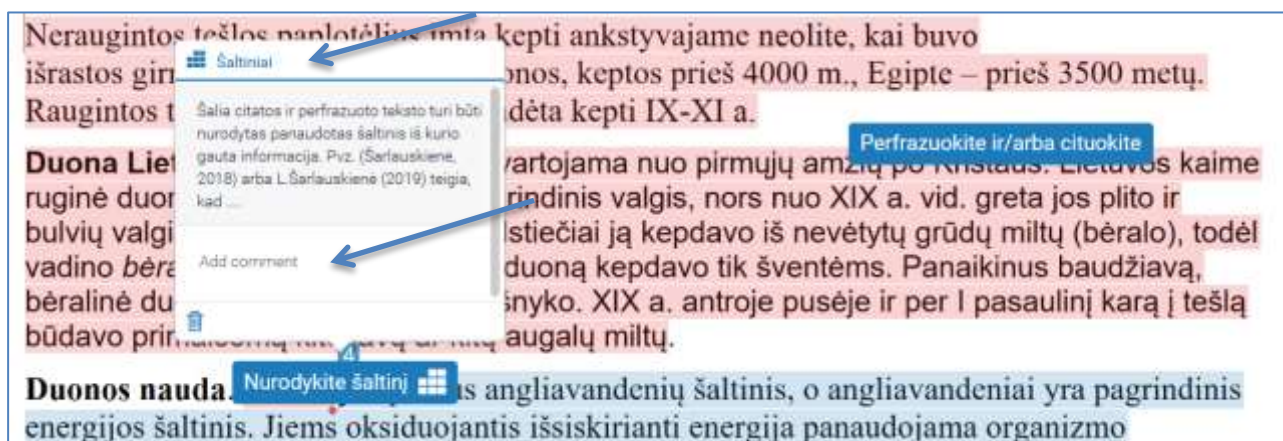 Neraugintos tešlos paplotėlius imta kepti ankstyvajame neolite, kai buvo
išrastos girn
onos, keptos prieš 4000 m., Egipte – prieš 3500 metų.
Raugintos t
dėta kepti IX-XI a.
Šaltiniai
Šalia citatos ir perfrazuoto teksto turi būti
nurodytas panaudotas šaltinis iš kurio
gauta informacija. Pvz. (Šarlauskienė,
2018) arba L.Šarlauskienė (2019) teigia,
kad ...
Add comment
Perfrazuokite ir/arba cituokite
Duona Liet
vartojama nuo pirmųjų amžių po Kristaus. Lietuvos kaime
ruginė duon
rindinis valgis, nors nuo XIX a. vid. greta jos plito ir
bulvių valgi
lstiečiai ją kepdavo iš nevėtytų grūdų miltų (bėralo), todėl
vadino bėra
duoną kepdavo tik šventėms. Panaikinus baudžiavą,
bėralinė du
šnyko. XIX a. antroje pusėje ir per I pasaulinį karą į tešlą
būdavo
augalų miltų.
4
Nurodykite šaltinį
Duonos nauda.
us angliavandenių šaltinis, o angliavandeniai yra pagrindinis
energijos šaltinis. Jiems oksiduojantis išsiskirianti energija panaudojama organizmo